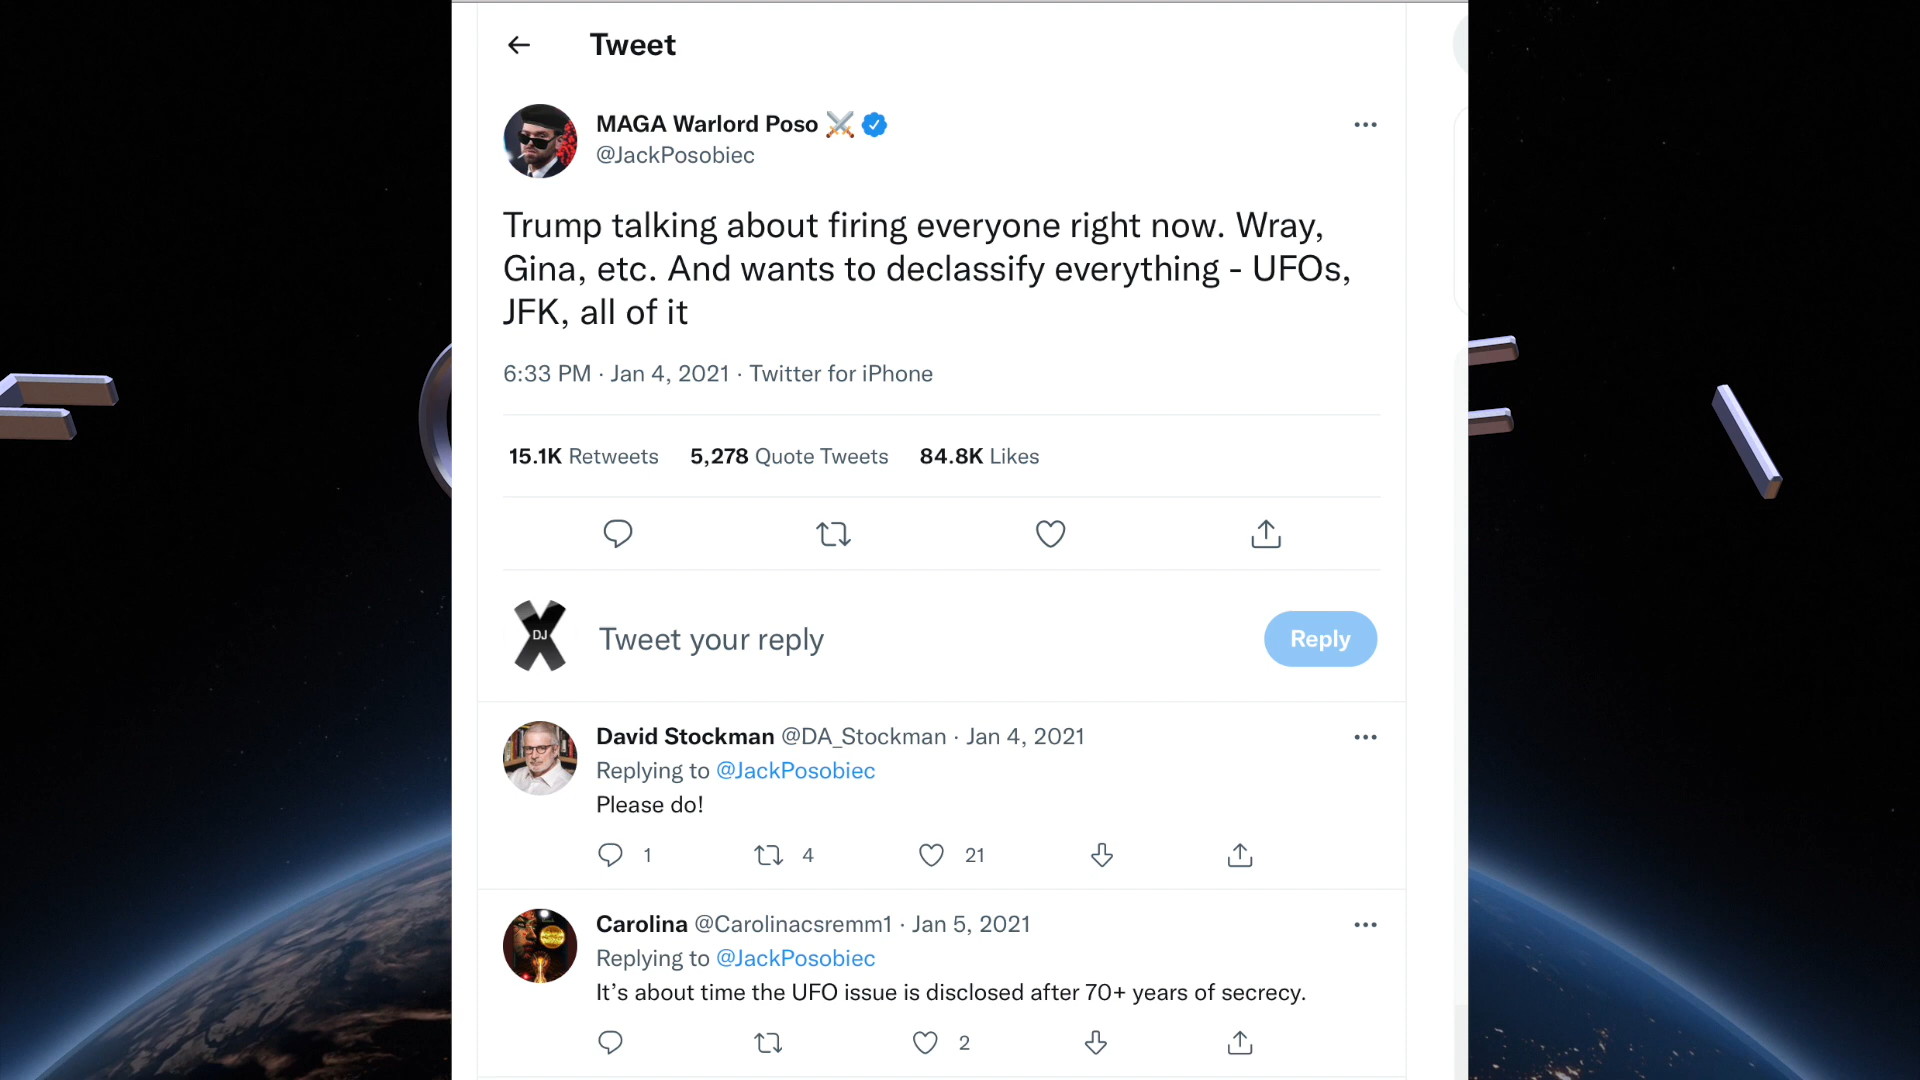 Tweet
MAGA Warlord Poso ⚔️
@JackPosobiec
Trump talking about firing everyone right now. Wray,
Gina, etc. And wants to declassify everything - UFOs,
JFK, all of it
6:33 PM · Jan 4, 2021 · Twitter for iPhone
15.1K Retweets 5,278 Quote Tweets 84.8K Likes
DJ
Tweet your reply
Reply
David Stockman @DA_Stockman · Jan 4, 2021
Replying to @JackPosobiec
Please do!
1 4 21
Carolina @Carolinacsremm1 · Jan 5, 2021
Replying to @JackPosobiec
It’s about time the UFO issue is disclosed after 70+ years of secrecy.
2